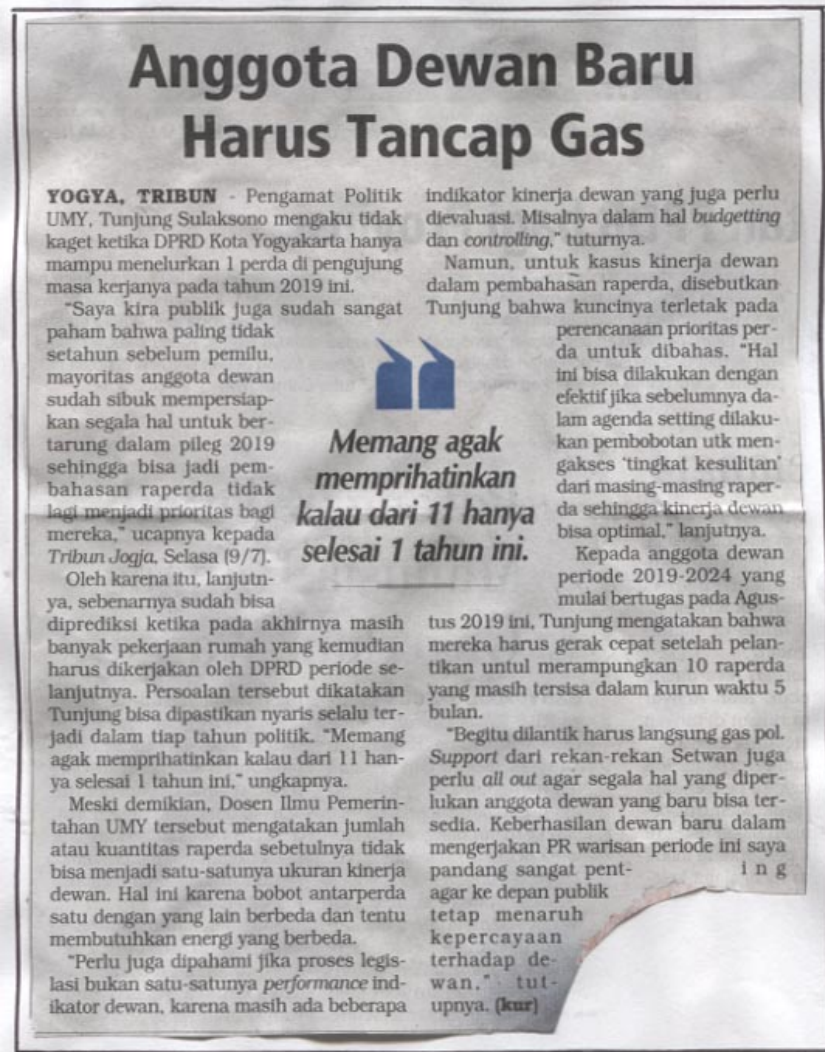 Anggota Dewan Baru
Harus Tancap Gas
YOGYA, TRIBUN - Pengamat Politik
UMY, Tunjung Sulaksono mengaku tidak
kaget ketika DPRD Kota Yogyakarta hanya
mampu menelurkan 1 perda di pengujung
masa kerjanya pada tahun 2019 ini.
"Saya kira publik juga sudah sangat
paham bahwa paling tidak
setahun sebelum pemilu,
mayoritas anggota dewan
sudah sibuk mempersiap-
kan segala hal untuk ber-
tarung dalam pileg 2019
sehingga bisa jadi pem-
bahasan raperda tidak
lagi menjadi prioritas bagi
mereka," ucapnya kepada
Tribun Jogja, Selasa (9/7).
Oleh karena itu, lanjutn-
ya, sebenarnya sudah bisa
diprediksi ketika pada akhirnya masih
banyak pekerjaan rumah yang kemudian
harus dikerjakan oleh DPRD periode se-
lanjutnya. Persoalan tersebut dikatakan
Tunjung bisa dipastikan nyaris selalu ter-
jadi dalam tiap tahun politik. "Memang
agak memprihatinkan kalau dari 11 han-
ya selesai 1 tahun ini," ungkapnya.
Meski demikian, Dosen Ilmu Pemerin-
tahan UMY tersebut mengatakan jumlah
atau kuantitas raperda sebetulnya tidak
bisa menjadi satu-satunya ukuran kinerja
dewan. Hal ini karena bobot antarperda
satu dengan yang lain berbeda dan tentu
membutuhkan energi yang berbeda.
"Perlu juga dipahami jika proses legis-
lasi bukan satu-satunya performance ind-
ikator dewan, karena masih ada beberapa
Memang agak
memprihatinkan
kalau dari 11 hanya
selesai 1 tahun ini.
indikator kinerja dewan yang juga perlu
dievaluasi. Misalnya dalam hal budgetting
dan controlling," tuturnya.
Namun, untuk kasus kinerja dewan
dalam pembahasan raperda, disebutkan
Tunjung bahwa kuncinya terletak pada
perencanaan prioritas per-
da untuk dibahas. "Hal
ini bisa dilakukan dengan
efektif jika sebelumnya da-
lam agenda setting dilaku-
kan pembobotan utk men-
gakses 'tingkat kesulitan'
dari masing-masing raper-
da sehingga kinerja dewan
bisa optimal," lanjutnya.
Kepada anggota dewan
periode 2019-2024 yang
mulai bertugas pada Agus-
tus 2019 ini, Tunjung mengatakan bahwa
mereka harus gerak cepat setelah pelan-
tikan untul merampungkan 10 raperda
yang masih tersisa dalam kurun waktu 5
bulan.
"Begitu dilantik harus langsung gas pol.
Support dari rekan-rekan Setwan juga
perlu all out agar segala hal yang diper-
lukan anggota dewan yang baru bisa ter-
sedia. Keberhasilan dewan baru dalam
mengerjakan PR warisan periode ini saya
pandang sangat pent- ing
agar ke depan publik
tetap menaruh
kepercayaan
terhadap de-
wan," tut-
upnya. (kur)